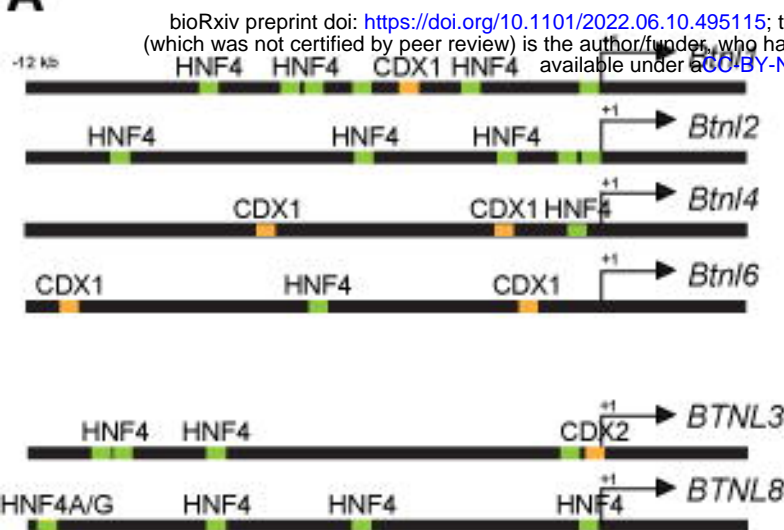 A
bioRxiv preprint doi: https://doi.org/10.1101/2022.06.10.495115; t
(which was not certified by peer review) is the author/funder, who ha
available under aCC-BY-N
-12 kb HNF4 HNF4 CDX1 HNF4 +1
HNF4 HNF4 HNF4 +1 Btnl2
CDX1 CDX1 HNF4 +1 Btnl4
CDX1 HNF4 CDX1 +1 Btnl6
HNF4 HNF4 CDX2 +1 BTNL3
HNF4A/G HNF4 HNF4 HNF4 +1 BTNL8